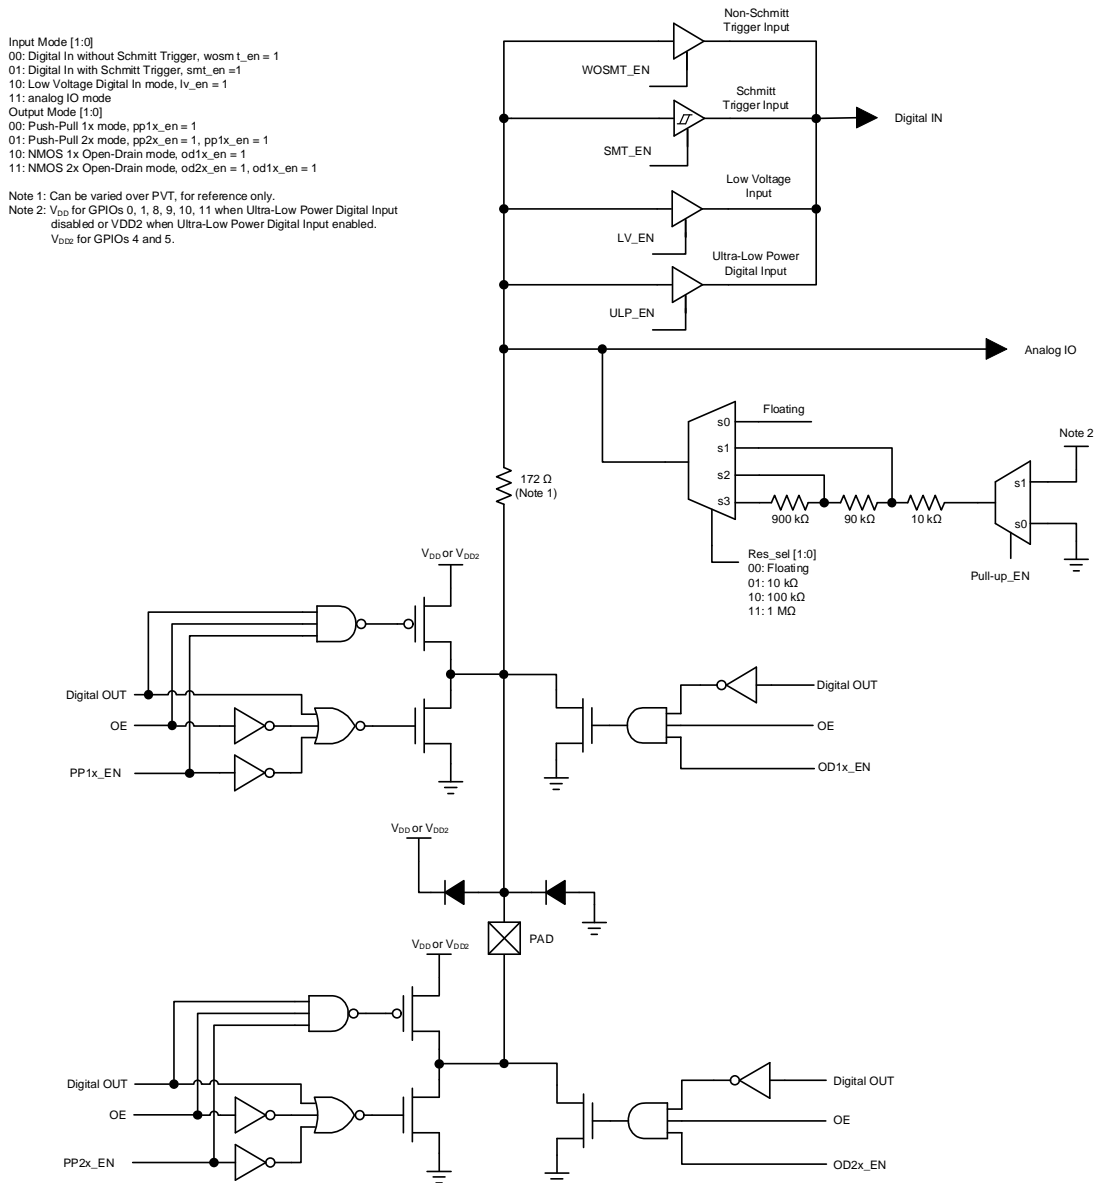 Input Mode [1:0]
00: Digital In without Schmitt Trigger, wosmt_en = 1
01: Digital In with Schmitt Trigger, smt_en =1
10: Low Voltage Digital In mode, lv_en = 1
11: analog IO mode
Output Mode [1:0]
00: Push-Pull 1x mode, pp1x_en = 1
01: Push-Pull 2x mode, pp2x_en = 1, pp1x_en = 1
10: NMOS 1x Open-Drain mode, od1x_en = 1
11: NMOS 2x Open-Drain mode, od2x_en = 1, od1x_en = 1
Note 1: Can be varied over PVT, for reference only.
Note 2: VDD for GPIOs 0, 1, 8, 9, 10, 11 when Ultra-Low Power Digital Input
disabled or VDD2 when Ultra-Low Power Digital Input enabled.
VDD2 for GPIOs 4 and 5.
Non-Schmitt
Trigger Input
WOSMT_EN
Schmitt
Trigger Input
Digital IN
SMT_EN
Low Voltage
Input
LV_EN
Ultra-Low Power
Digital Input
ULP_EN
Analog IO
Floating
s0
s1
s2
s3
900 kΩ
90 kΩ
10 kΩ
Note 2
s1
s0
Pull-up_EN
172 Ω
(Note 1)
Res_sel [1:0]
00: Floating
01: 10 kΩ
10: 100 kΩ
11: 1 MΩ
VDD or VDD2
Digital OUT
OE
PP1x_EN
Digital OUT
OE
OD1x_EN
VDD or VDD2
PAD
VDD or VDD2
Digital OUT
OE
PP2x_EN
Digital OUT
OE
OD2x_EN